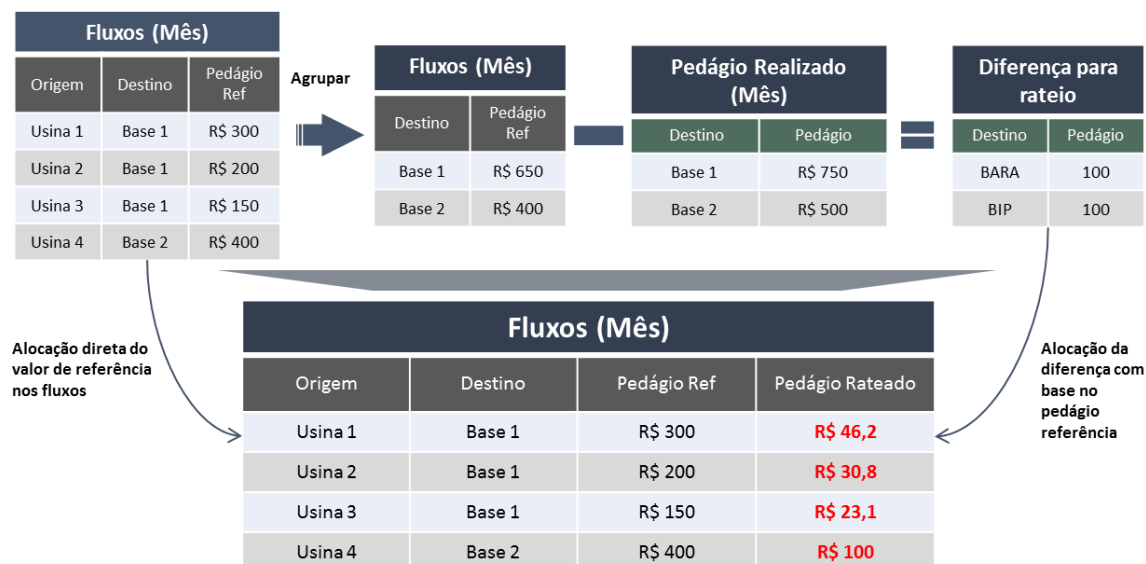 Fluxos (Mês)
Origem Destino Pedágio Ref
Usina 1 Base 1 R$ 300
Usina 2 Base 1 R$ 200
Usina 3 Base 1 R$ 150
Usina 4 Base 2 R$ 400
Agrupar
Fluxos (Mês)
Destino Pedágio Ref
Base 1 R$ 650
Base 2 R$ 400
Pedágio Realizado
(Mês)
Destino Pedágio
Base 1 R$ 750
Base 2 R$ 500
Diferença para
rateio
Destino Pedágio
BARA 100
BIP 100
Alocação direta do
valor de referência
nos fluxos
Fluxos (Mês)
Origem Destino Pedágio Ref Pedágio Rateado
Usina 1 Base 1 R$ 300 R$ 46,2
Usina 2 Base 1 R$ 200 R$ 30,8
Usina 3 Base 1 R$ 150 R$ 23,1
Usina 4 Base 2 R$ 400 R$ 100
Alocação da
diferença com
base no
pedágio
referência